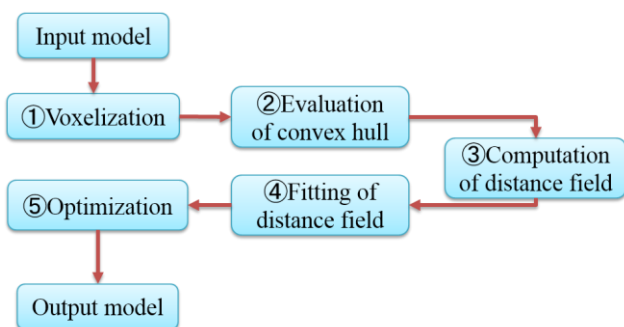 Input model
①Voxelization
②Evaluation
of convex hull
③Computation
of distance field
④Fitting of
distance field
⑤Optimization
Output model